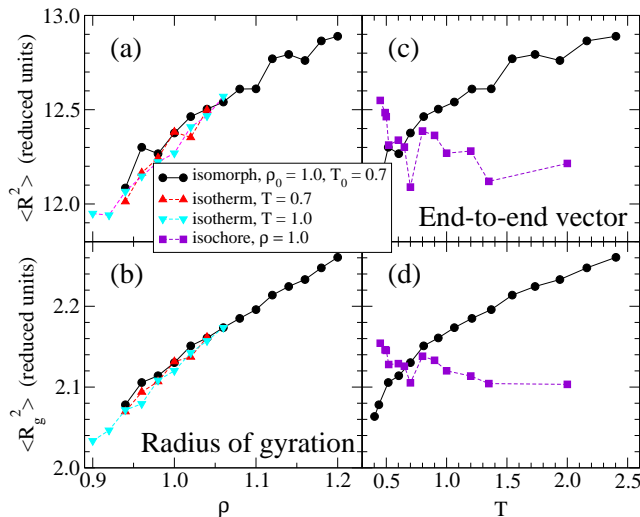 13.0
12.5
12.0
<R²> (reduced units)
(a)
(c)
isomorph, ρ₀ = 1.0, T₀ = 0.7
isotherm, T = 0.7
isotherm, T = 1.0
isochore, ρ = 1.0
End-to-end vector
2.2
2.1
2.0
<R_g²> (reduced units)
(b)
(d)
Radius of gyration
0.9 1.0 1.1 1.2
0.5 1.0 1.5 2.0 2.5
ρ
T